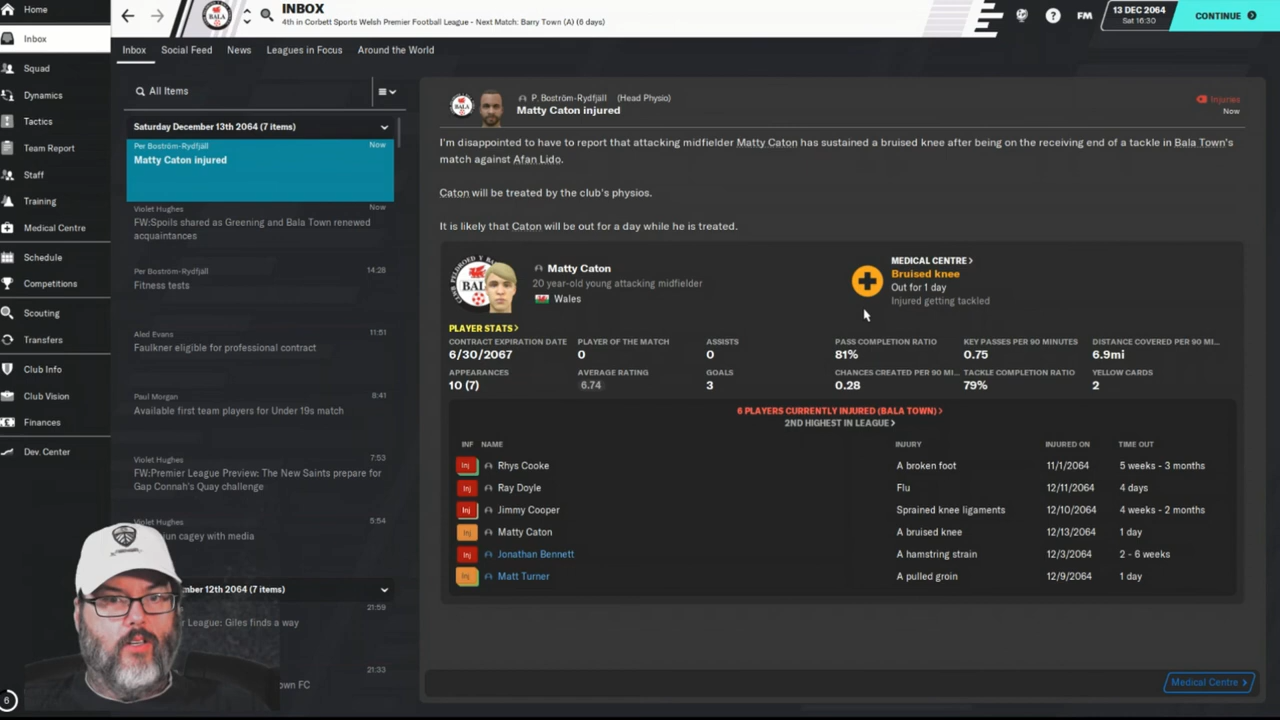 Home
Inbox
Squad
Dynamics
Tactics
Team Report
Staff
Training
Medical Centre
Schedule
Competitions
Scouting
Transfers
Club Info
Club Vision
Finances
Dev. Center
6
BALA
INBOX
4th in Corbett Sports Welsh Premier Football League - Next Match: Barry Town (A) (6 days)
FM
13 DEC 2064
Sat 16:30
CONTINUE
Inbox Social Feed News Leagues in Focus Around the World
All Items
Saturday December 13th 2064 (7 items)
Per Boström-Rydfjäll Now
Matty Caton injured
Violet Hughes Now
FW:Spoils shared as Greening and Bala Town renewed
acquaintances
Per Boström-Rydfjäll 14:28
Fitness tests
Aled Evans 11:51
Faulkner eligible for professional contract
Paul Morgan 8:41
Available first team players for Under 19s match
Violet Hughes 7:53
FW:Premier League Preview: The New Saints prepare for
Gap Connah's Quay challenge
Violet Hughes 5:54
cagey with media
12th 2064 (7 items)
21:59
League: Giles finds a way
21:33
own FC
BALA
P. Boström-Rydfjäll (Head Physio)
Matty Caton injured
Injuries
Now
I'm disappointed to have to report that attacking midfielder Matty Caton has sustained a bruised knee after being on the receiving end of a tackle in Bala Town's
match against Afan Lido.
Caton will be treated by the club's physios.
It is likely that Caton will be out for a day while he is treated.
Matty Caton
20 year-old young attacking midfielder
Wales
MEDICAL CENTRE >
Bruised knee
Out for 1 day
Injured getting tackled
PLAYER STATS >
CONTRACT EXPIRATION DATE PLAYER OF THE MATCH ASSISTS PASS COMPLETION RATIO KEY PASSES PER 90 MINUTES DISTANCE COVERED PER 90 MI...
6/30/2067 0 0 81% 0.75 6.9mi
APPEARANCES AVERAGE RATING GOALS CHANCES CREATED PER 90 MI... TACKLE COMPLETION RATIO YELLOW CARDS
10 (7) 6.74 3 0.28 79% 2
6 PLAYERS CURRENTLY INJURED (BALA TOWN) >
2ND HIGHEST IN LEAGUE >
INF NAME INJURY INJURED ON TIME OUT
Inj Rhys Cooke A broken foot 11/1/2064 5 weeks - 3 months
Inj Ray Doyle Flu 12/11/2064 4 days
Inj Jimmy Cooper Sprained knee ligaments 12/10/2064 4 weeks - 2 months
Inj Matty Caton A bruised knee 12/13/2064 1 day
Inj Jonathan Bennett A hamstring strain 12/3/2064 2 - 6 weeks
Inj Matt Turner A pulled groin 12/9/2064 1 day
Medical Centre >